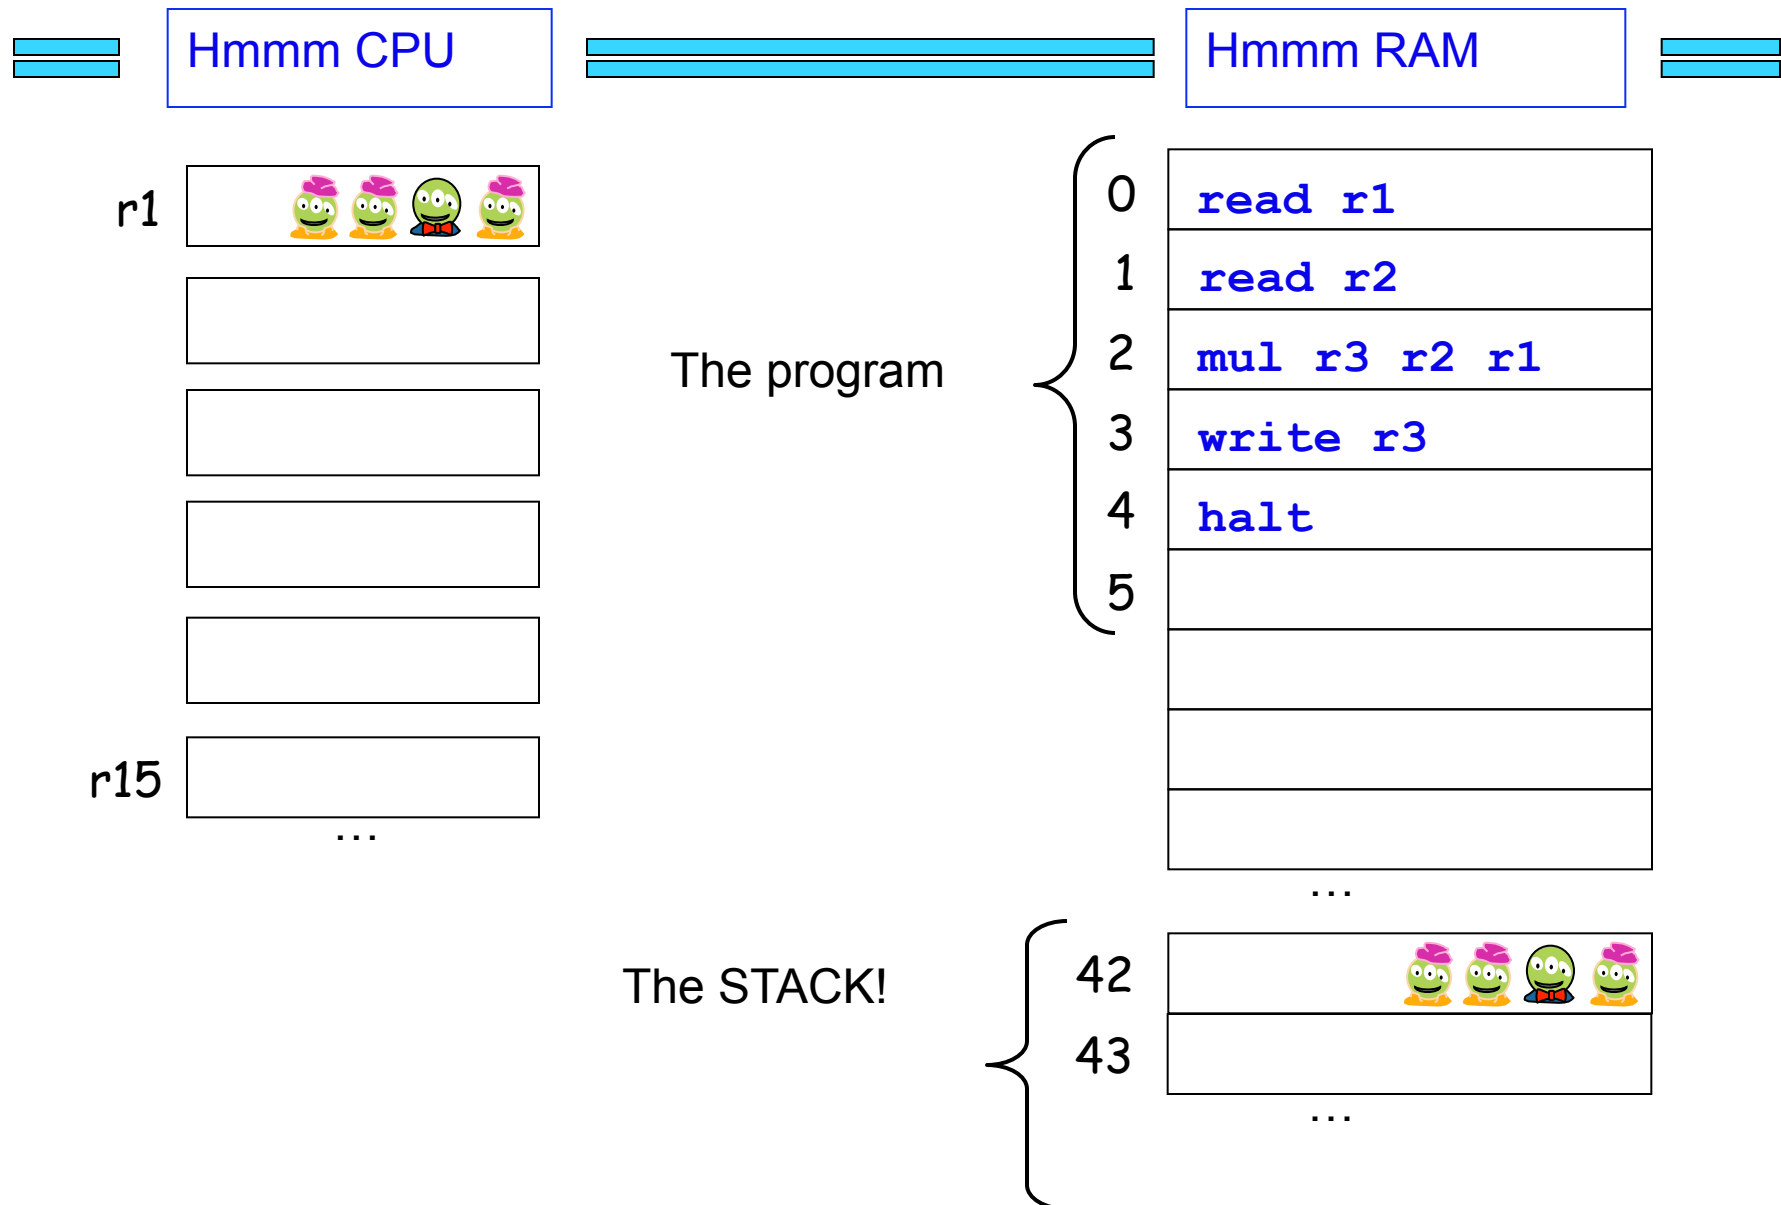 Hmmm CPU
Hmmm RAM
r1
r15
...
The program
0 read r1
1 read r2
2 mul r3 r2 r1
3 write r3
4 halt
5
...
The STACK!
42
43
...